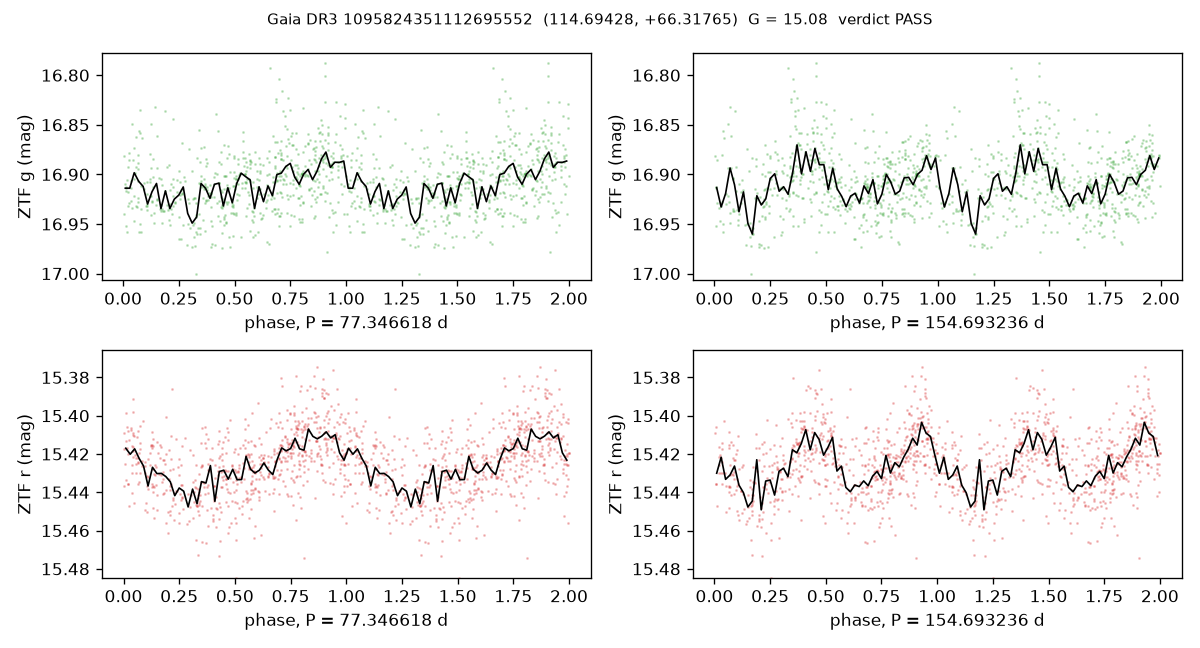 Gaia DR3 1095824351112695552 (114.69428, +66.31765) G = 15.08 verdict PASS
ZTF g (mag)
16.80
16.85
16.90
16.95
17.00
0.00 0.25 0.50 0.75 1.00 1.25 1.50 1.75 2.00
phase, P = 77.346618 d
ZTF g (mag)
16.80
16.85
16.90
16.95
17.00
0.00 0.25 0.50 0.75 1.00 1.25 1.50 1.75 2.00
phase, P = 154.693236 d
ZTF r (mag)
15.38
15.40
15.42
15.44
15.46
15.48
0.00 0.25 0.50 0.75 1.00 1.25 1.50 1.75 2.00
phase, P = 77.346618 d
ZTF r (mag)
15.38
15.40
15.42
15.44
15.46
15.48
0.00 0.25 0.50 0.75 1.00 1.25 1.50 1.75 2.00
phase, P = 154.693236 d